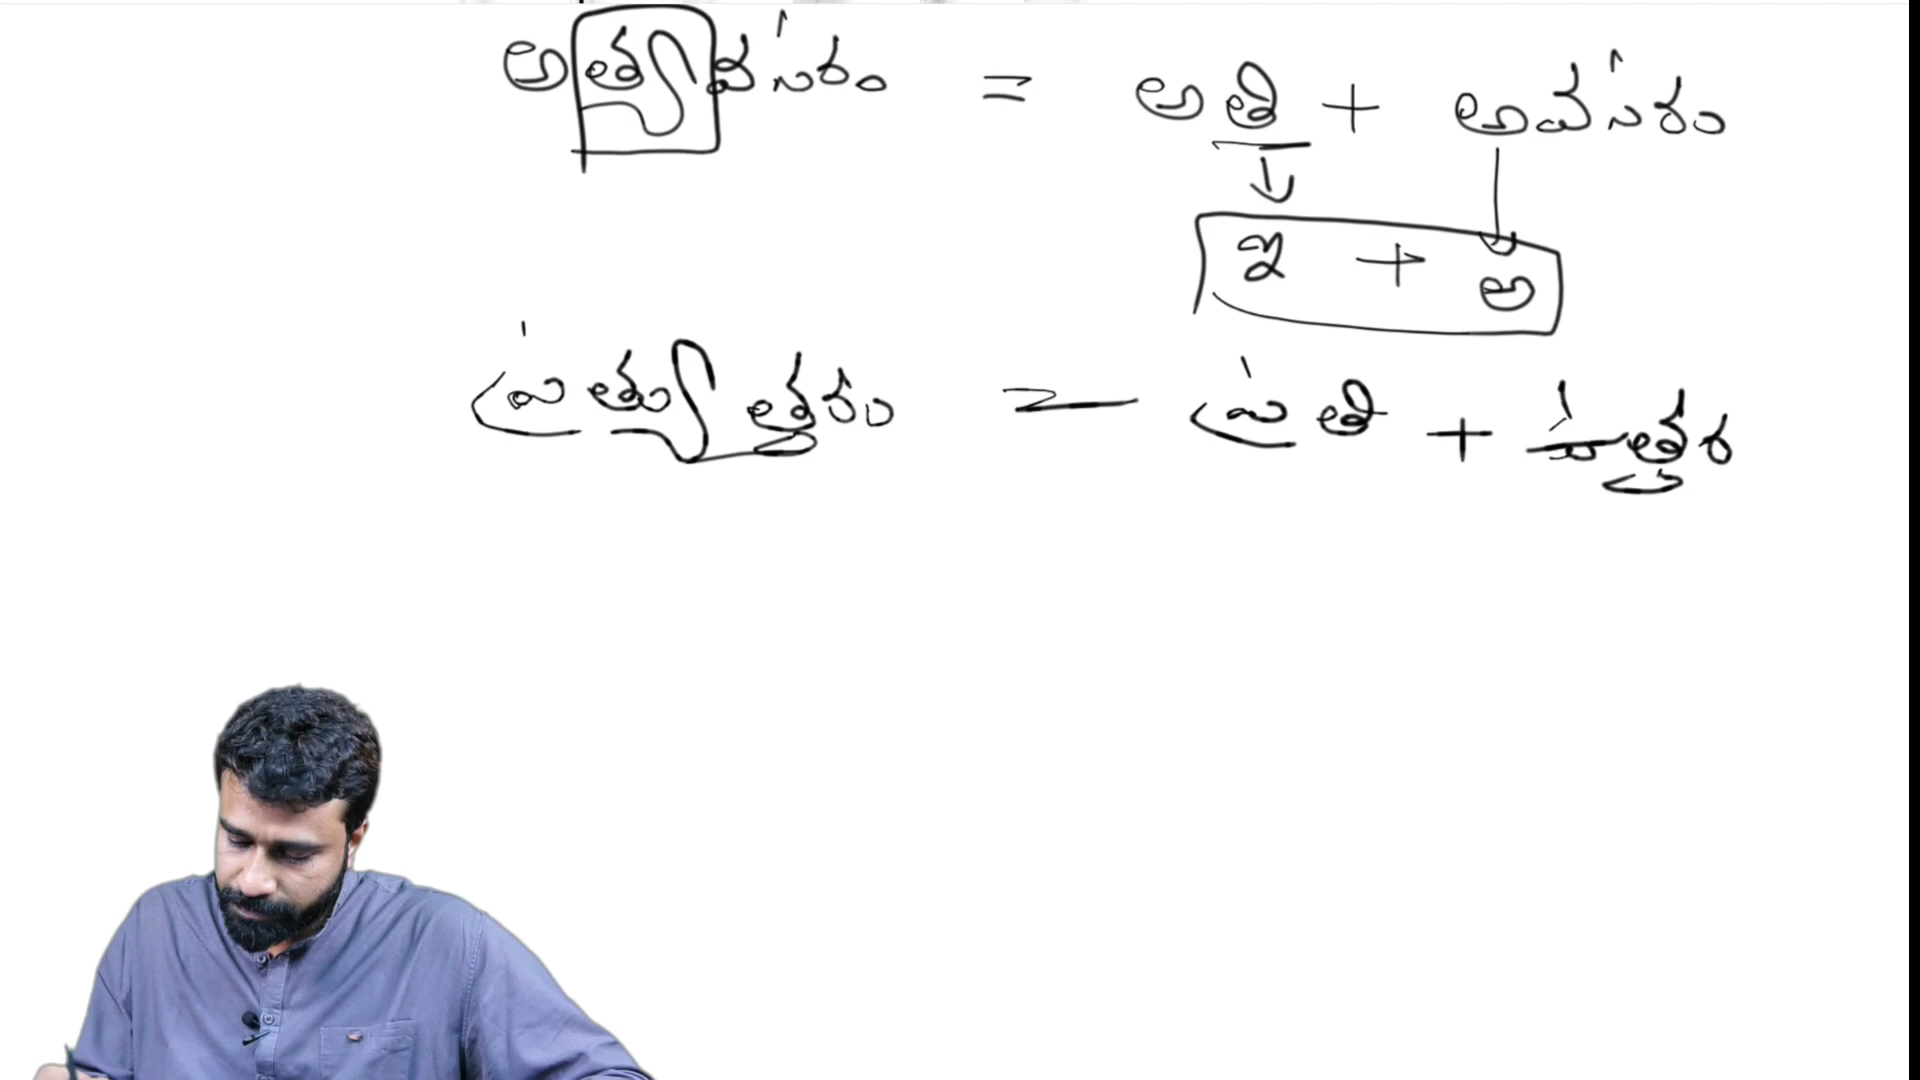 అత్యవసరం = అతి + అవసరం
ఇ + అ
ప్రత్యుత్తరం = ప్రతి + ఉత్తర